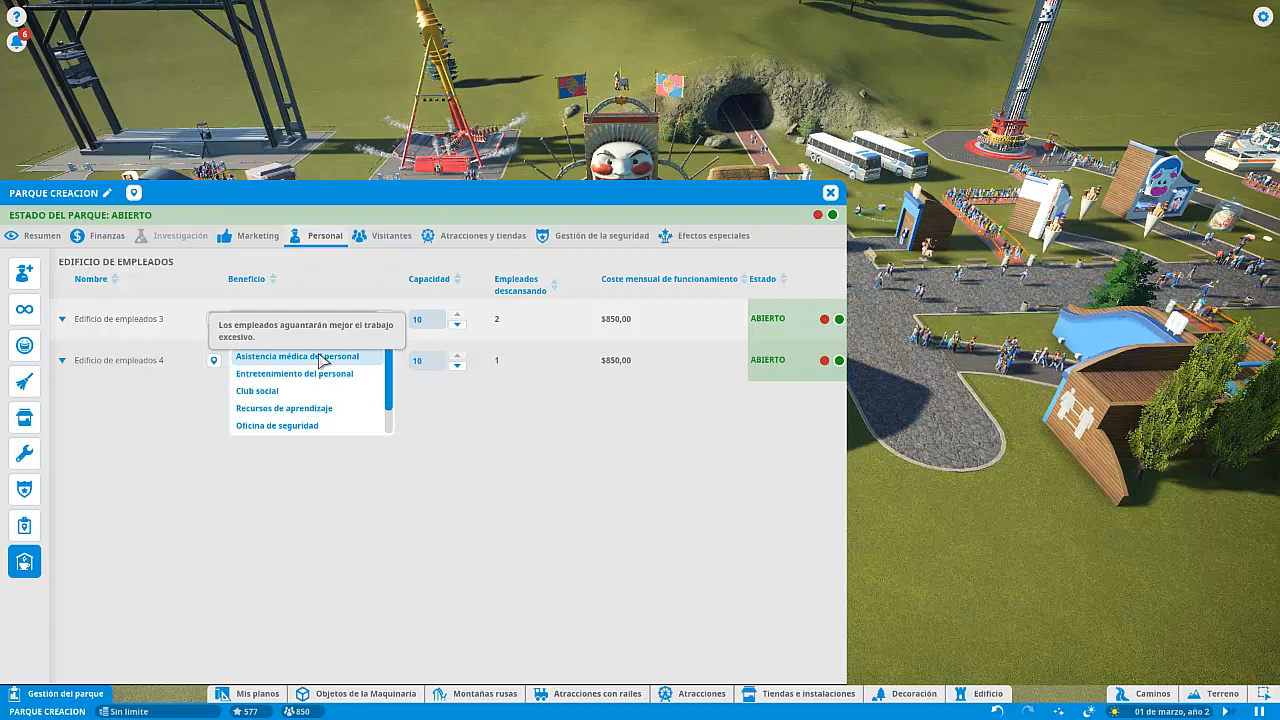 ?
6
PARQUE CREACION
ESTADO DEL PARQUE: ABIERTO
Resumen Finanzas Investigación Marketing Personal Visitantes Atracciones y tiendas Gestión de la seguridad Efectos especiales
EDIFICIO DE EMPLEADOS
Nombre Beneficio Capacidad Empleados descansando Coste mensual de funcionamiento Estado
Edificio de empleados 3 10 2 $850,00 ABIERTO
Los empleados aguantarán mejor el trabajo
excesivo.
Edificio de empleados 4 10 1 $850,00 ABIERTO
Asistencia médica del personal
Entretenimiento del personal
Club social
Recursos de aprendizaje
Oficina de seguridad
Gestión del parque Mis planos Objetos de la Maquinaria Montañas rusas Atracciones con raíles Atracciones Tiendas e instalaciones Decoración Edificio Caminos Terreno
PARQUE CREACION Sin límite 577 850 01 de marzo, año 2